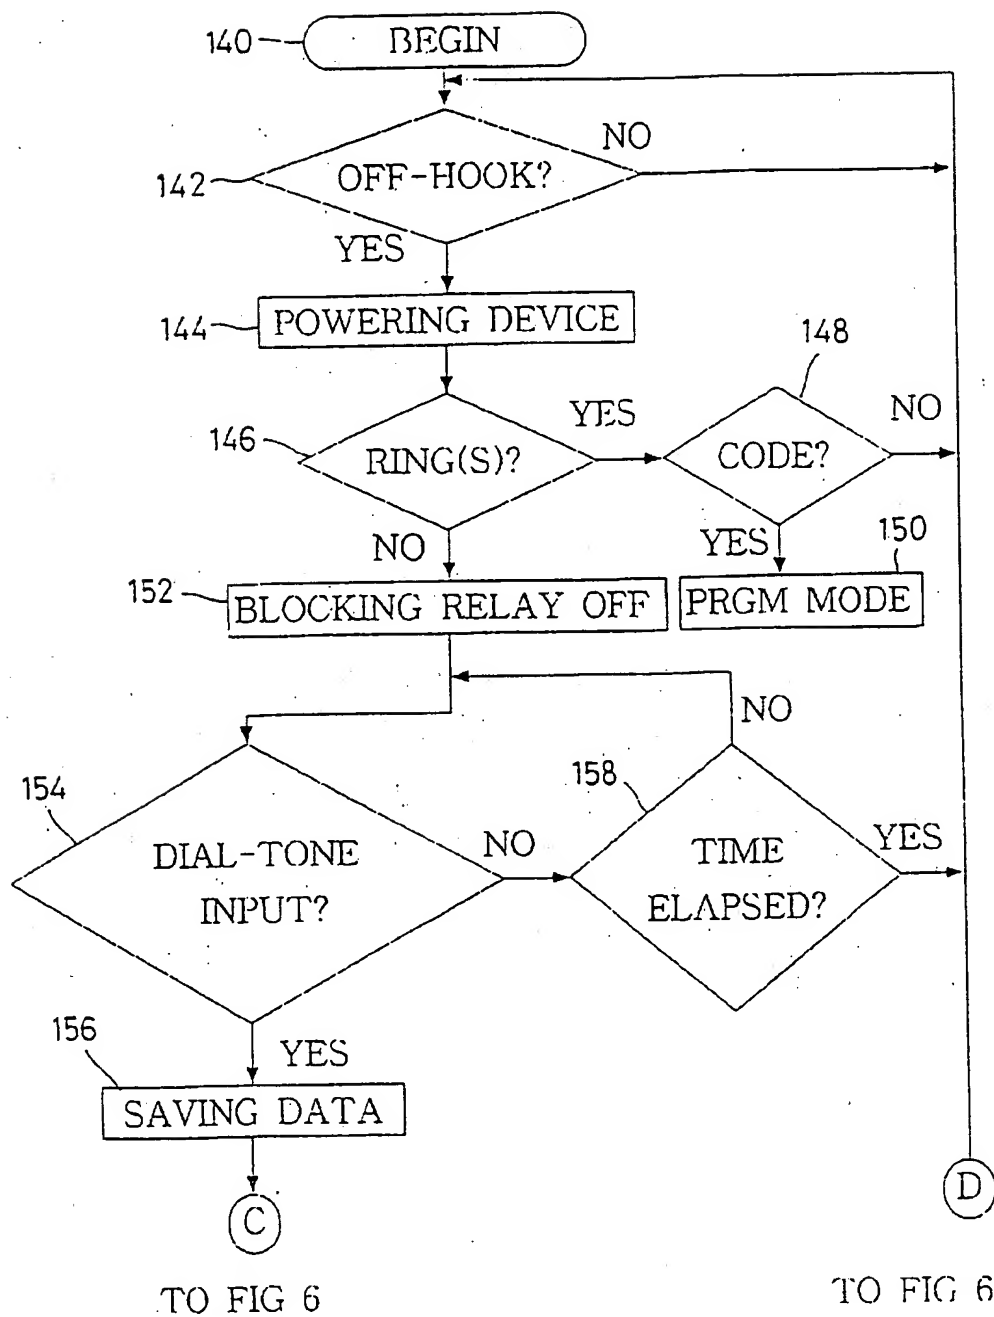 140
BEGIN
NO
142
OFF-HOOK?
YES
144
POWERING DEVICE
148
YES
NO
146
RING(S)?
CODE?
NO
YES
150
152
BLOCKING RELAY OFF
PRGM MODE
NO
154
158
DIAL-TONE
INPUT?
NO
TIME
ELAPSED?
YES
156
YES
SAVING DATA
C
D
TO FIG 6
TO FIG 6